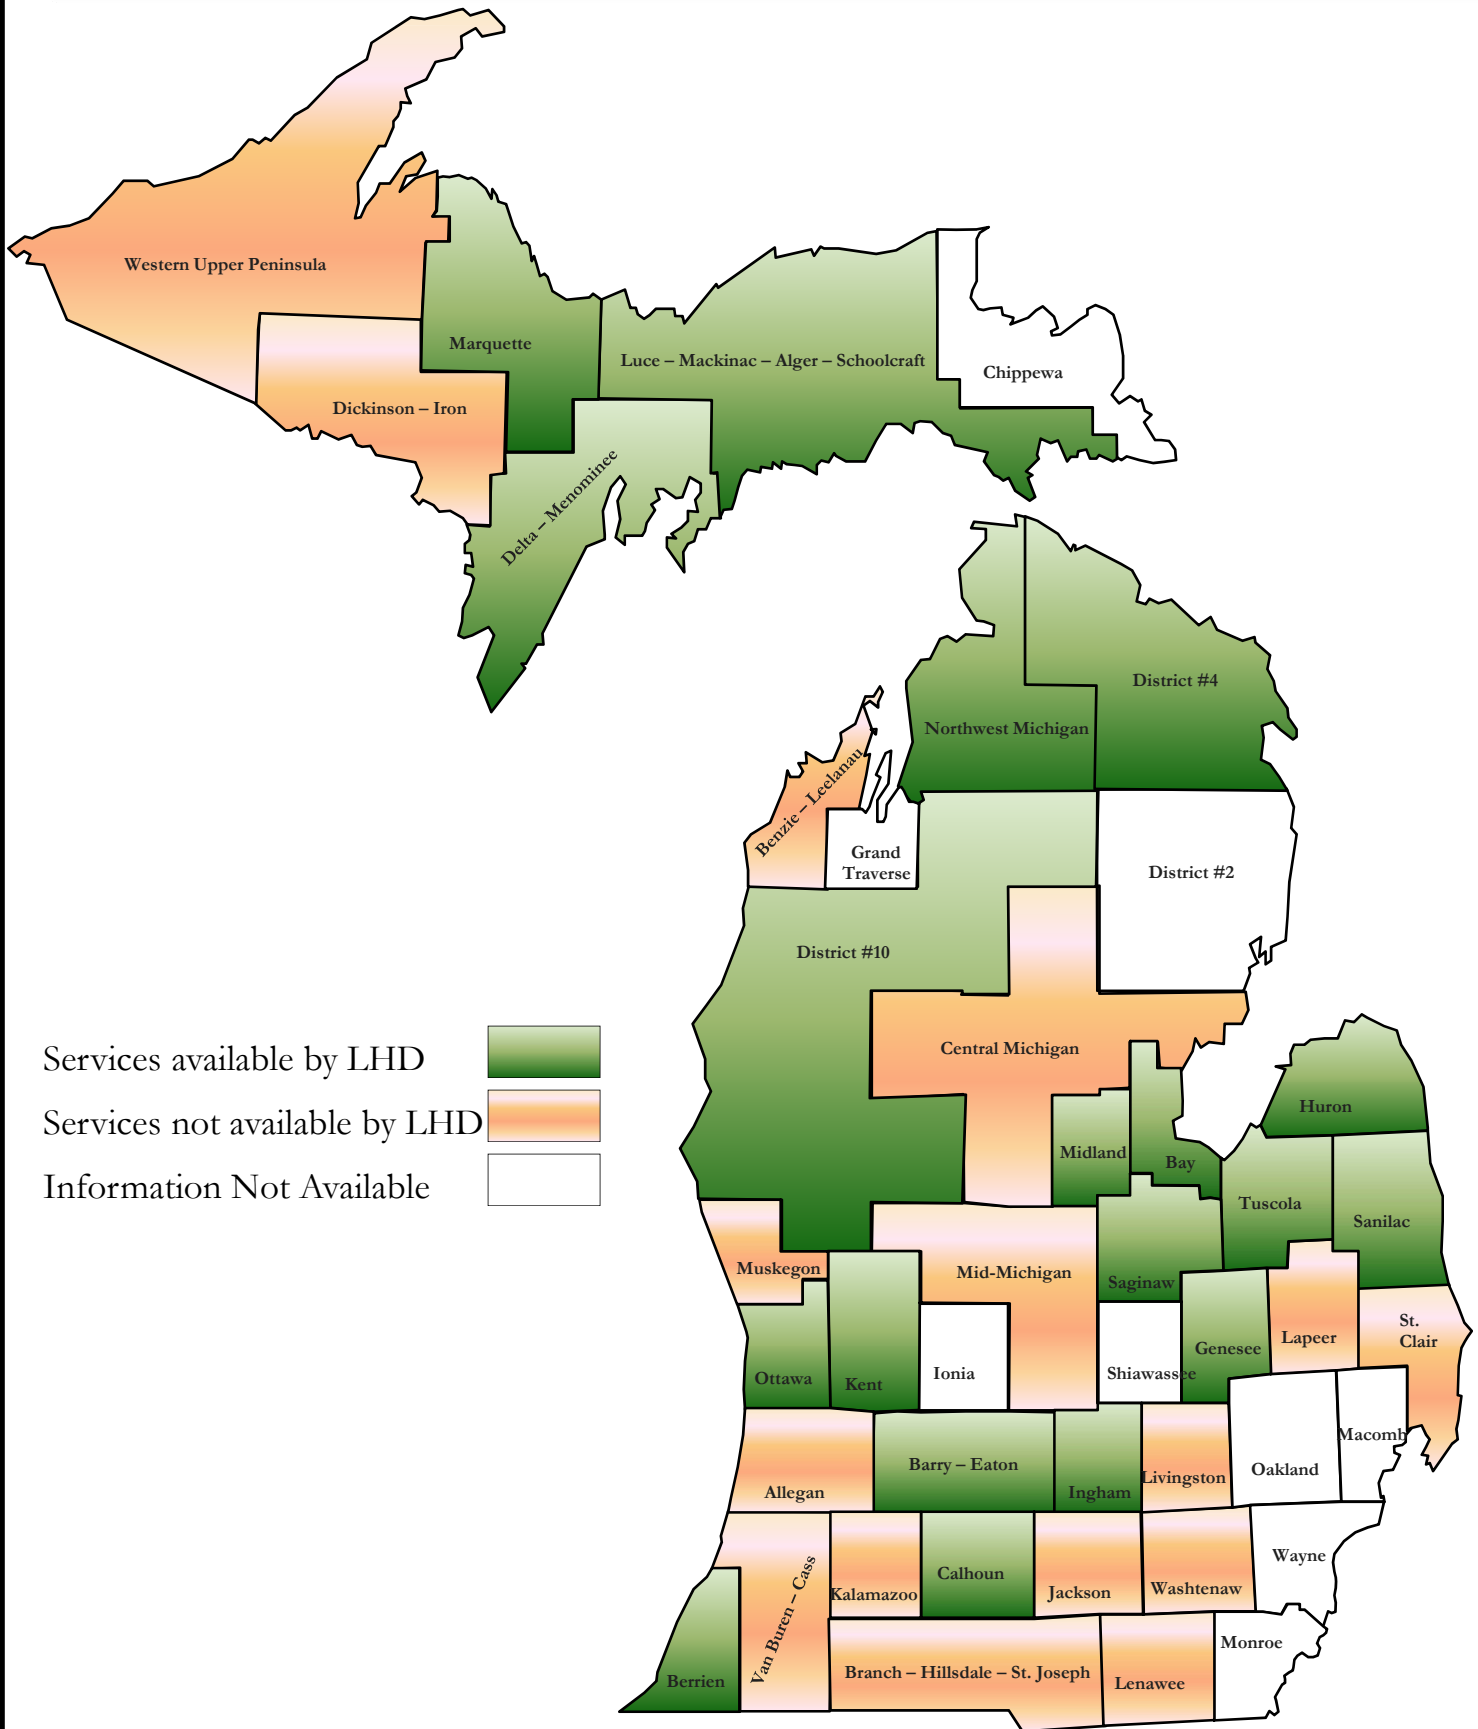 Western Upper Peninsula
Marquette
Luce – Mackinac – Alger – Schoolcraft
Chippewa
Dickinson – Iron
Delta – Menominee
District #4
Northwest Michigan
Benzie – Leelanau
Grand
Traverse
District #2
District #10
Central Michigan
Services available by LHD
Services not available by LHD
Information Not Available
Huron
Midland
Bay
Tuscola
Sanilac
Muskegon
Mid-Michigan
Saginaw
St.
Clair
Lapeer
Genesee
Ottawa
Kent
Ionia
Shiawassee
Macomb
Oakland
Barry – Eaton
Livingston
Allegan
Ingham
Wayne
Calhoun
Van Buren – Cass
Kalamazoo
Jackson
Washtenaw
Monroe
Berrien
Branch – Hillsdale – St. Joseph
Lenawee